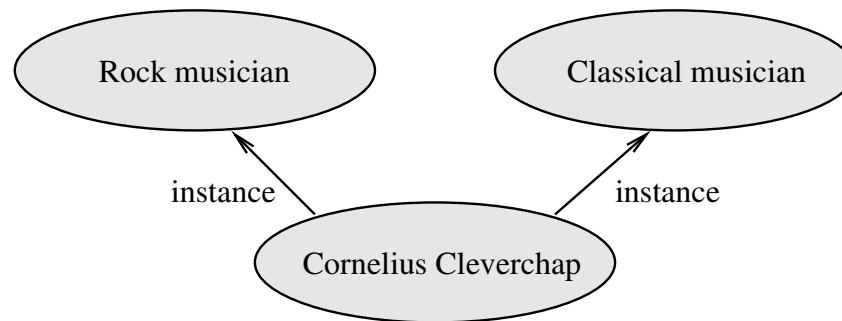 Rock musician
Classical musician
instance
instance
Cornelius Cleverchap